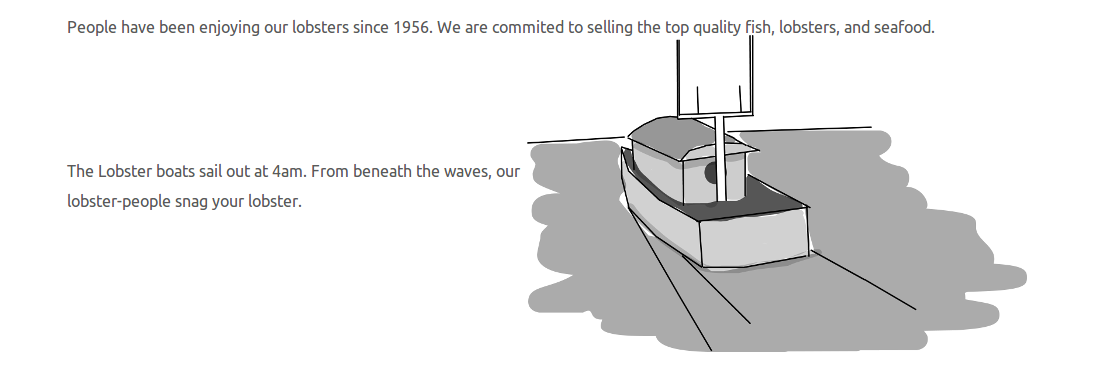 People have been enjoying our lobsters since 1956. We are commited to selling the top quality fish, lobsters, and seafood.
The Lobster boats sail out at 4am. From beneath the waves, our
lobster-people snag your lobster.